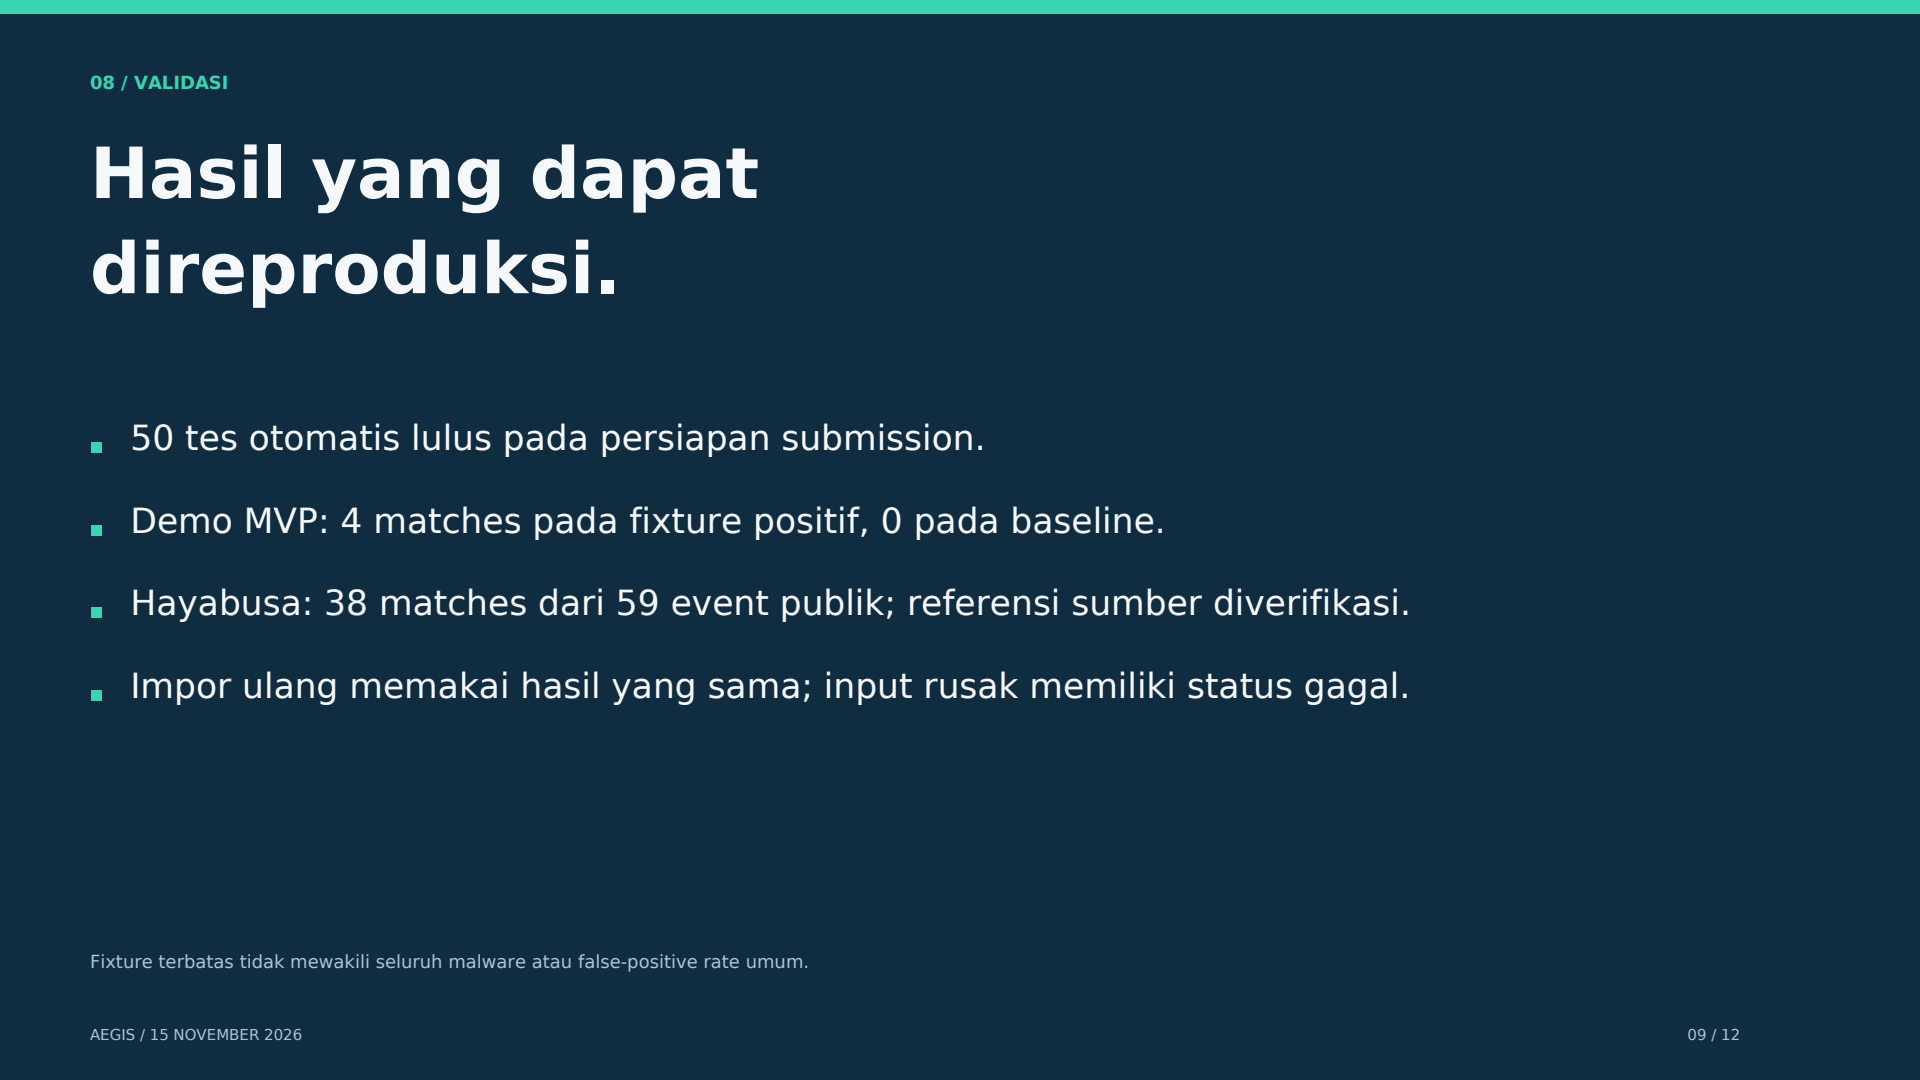 08 / VALIDASI
Hasil yang dapat
direproduksi.
50 tes otomatis lulus pada persiapan submission.
Demo MVP: 4 matches pada fixture positif, 0 pada baseline.
Hayabusa: 38 matches dari 59 event publik; referensi sumber diverifikasi.
Impor ulang memakai hasil yang sama; input rusak memiliki status gagal.
Fixture terbatas tidak mewakili seluruh malware atau false-positive rate umum.
AEGIS / 15 NOVEMBER 2026
09 / 12